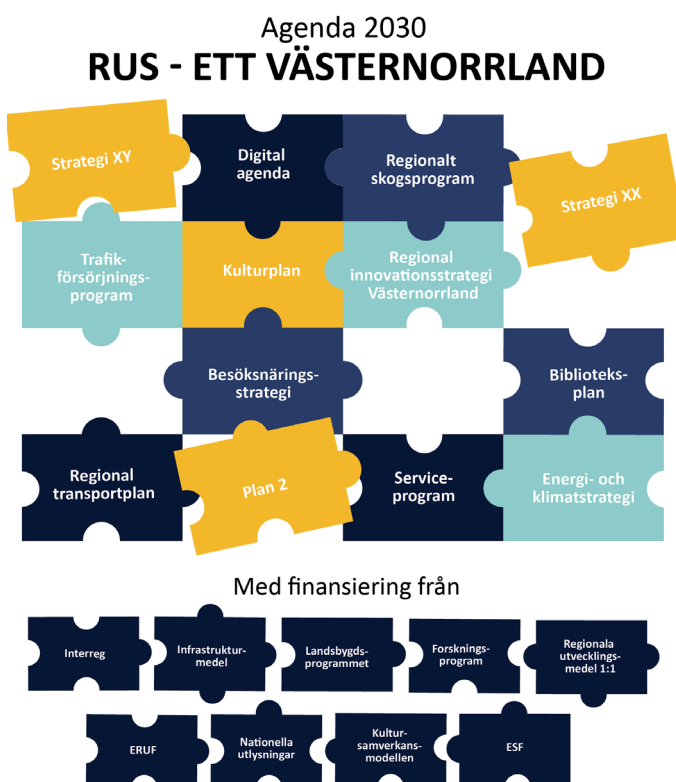 Agenda 2030
RUS - ETT VÄSTERNORRLAND
Strategi XY
Digital
agenda
Regionalt
skogsprogram
Strategi XX
Trafik-
försörjnings-
program
Kulturplan
Regional
innovationsstrategi
Västernorrland
Besöksnärings-
strategi
Biblioteks-
plan
Regional
transportplan
Plan 2
Service-
program
Energi- och
klimatstrategi
Med finansiering från
Interreg
Infrastruktur-
medel
Landsbygds-
programmet
Forsknings-
program
Regionala
utvecklings-
medel 1:1
ERUF
Nationella
utlysningar
Kultur-
samverkans-
modellen
ESF